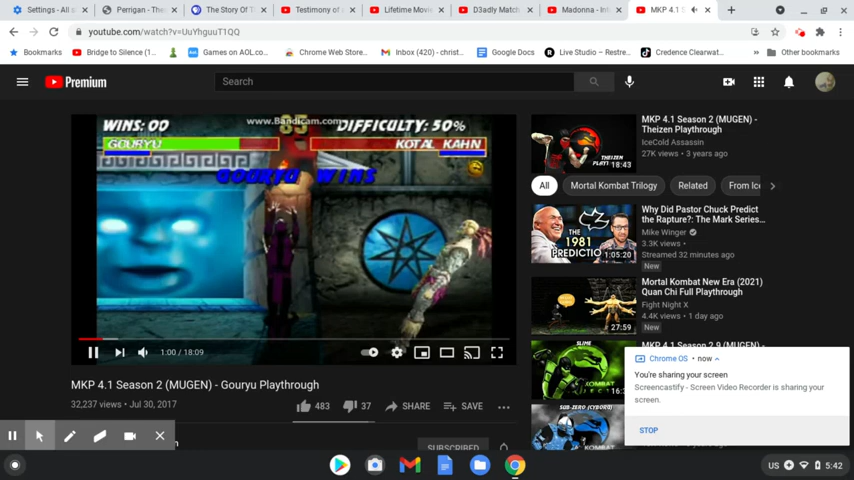 Settings - All s
Perrigan - The
The Story Of T
Testimony of
Lifetime Movie
D3adly Match
Madonna - Int
MKP 4.1 S
youtube.com/watch?v=UuYhguuT1QQ
Bookmarks
Bridge to Silence (1...
Games on AOL.co...
Chrome Web Store...
Inbox (420) - christ...
Google Docs
Live Studio – Restre...
Credence Clearwat...
Other bookmarks
Premium
Search
WINS: 00
www.Bandicam.com
85
DIFFICULTY: 50%
GOURYU
KOTAL KAHN
GOURYU WINS
1:00 / 18:09
MKP 4.1 Season 2 (MUGEN) - Gouryu Playthrough
32,237 views • Jul 30, 2017
483
37
SHARE
SAVE
SUBSCRIBED
MKP 4.1 Season 2 (MUGEN) -
Theizen Playthrough
IceCold Assassin
27K views • 3 years ago
18:43
All
Mortal Kombat Trilogy
Related
From Ice
THE
1981
PREDICTIO
1:05:20
Why Did Pastor Chuck Predict
the Rapture?: The Mark Series...
Mike Winger
3.3K views •
Streamed 32 minutes ago
New
27:59
Mortal Kombat New Era (2021)
Quan Chi Full Playthrough
Fight Night X
4.4K views • 1 day ago
New
SLIME
MKP 4.1 Season 2.9 (MUGEN) -
SUB-ZERO (CYBORG)
Chrome OS • now
You're sharing your screen
Screencastify - Screen Video Recorder is sharing your
screen.
STOP
US
5:42